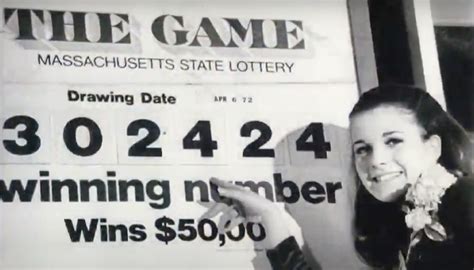 THE GAME
MASSACHUSETTS STATE LOTTERY
Drawing Date APR 6 72
302424
winning number
Wins $50,00